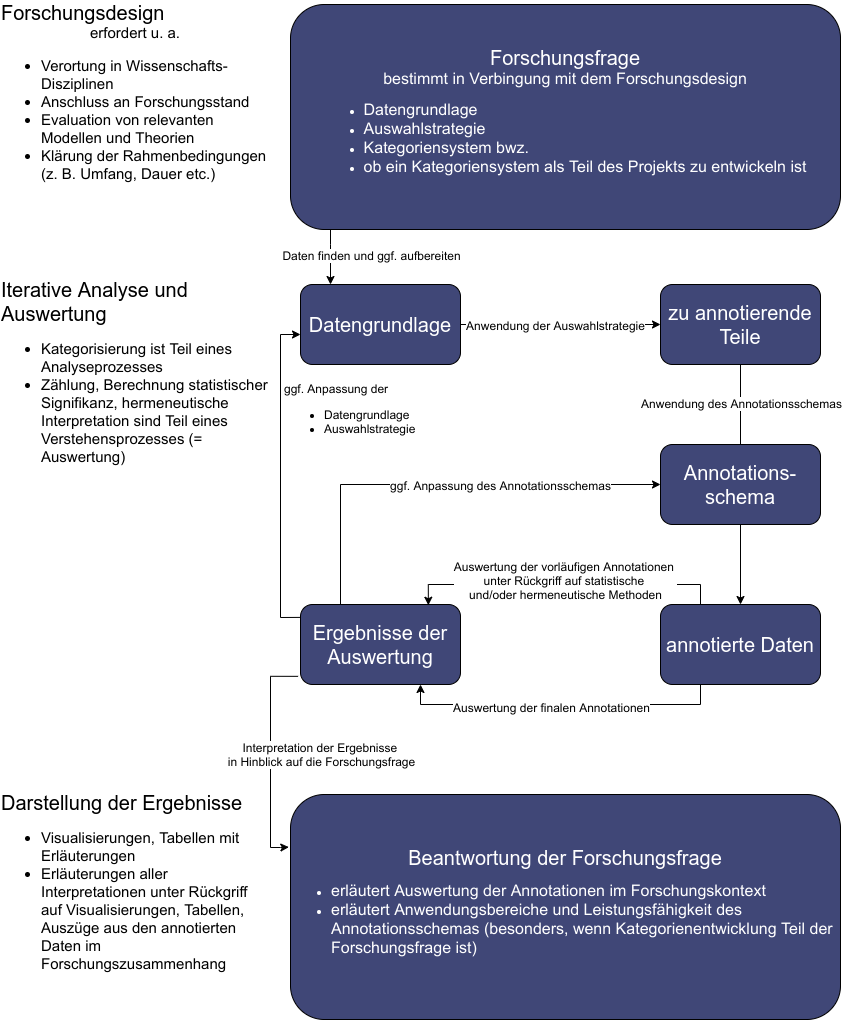 Forschungsdesign
erfordert u. a.
Verortung in Wissenschafts-
Disziplinen
Anschluss an Forschungsstand
Evaluation von relevanten
Modellen und Theorien
Klärung der Rahmenbedingungen
(z. B. Umfang, Dauer etc.)
Forschungsfrage
bestimmt in Verbingung mit dem Forschungsdesign
Datengrundlage
Auswahlstrategie
Kategoriensystem bwz.
ob ein Kategoriensystem als Teil des Projekts zu entwickeln ist
Daten finden und ggf. aufbereiten
Iterative Analyse und
Auswertung
Kategorisierung ist Teil eines
Analyseprozesses
Zählung, Berechnung statistischer
Signifikanz, hermeneutische
Interpretation sind Teil eines
Verstehensprozesses (=
Auswertung)
Datengrundlage
Anwendung der Auswahlstrategie
zu annotierende
Teile
ggf. Anpassung der
Datengrundlage
Auswahlstrategie
Anwendung des Annotationsschemas
Annotations-
schema
ggf. Anpassung des Annotationsschemas
Auswertung der vorläufigen Annotationen
unter Rückgriff auf statistische
und/oder hermeneutische Methoden
Ergebnisse der
Auswertung
annotierte Daten
Auswertung der finalen Annotationen
Interpretation der Ergebnisse
in Hinblick auf die Forschungsfrage
Darstellung der Ergebnisse
Visualisierungen, Tabellen mit
Erläuterungen
Erläuterungen aller
Interpretationen unter Rückgriff
auf Visualisierungen, Tabellen,
Auszüge aus den annotierten
Daten im
Forschungszusammenhang
Beantwortung der Forschungsfrage
erläutert Auswertung der Annotationen im Forschungskontext
erläutert Anwendungsbereiche und Leistungsfähigkeit des
Annotationsschemas (besonders, wenn Kategorienentwicklung Teil der
Forschungsfrage ist)